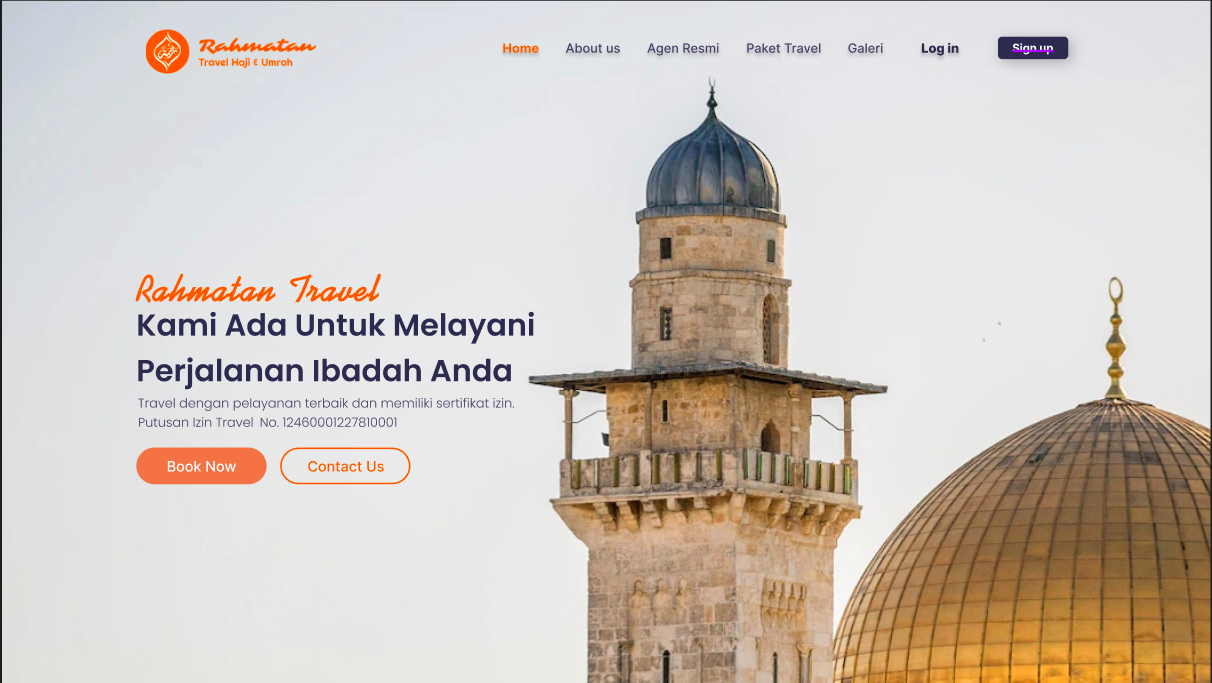 Rahmatan
Travel Haji & Umroh
Home
About us
Agen Resmi
Paket Travel
Galeri
Log in
Sign up
Rahmatan Travel
Kami Ada Untuk Melayani
Perjalanan Ibadah Anda
Travel dengan pelayanan terbaik dan memiliki sertifikat izin.
Putusan Izin Travel No. 12460001227810001
Book Now
Contact Us